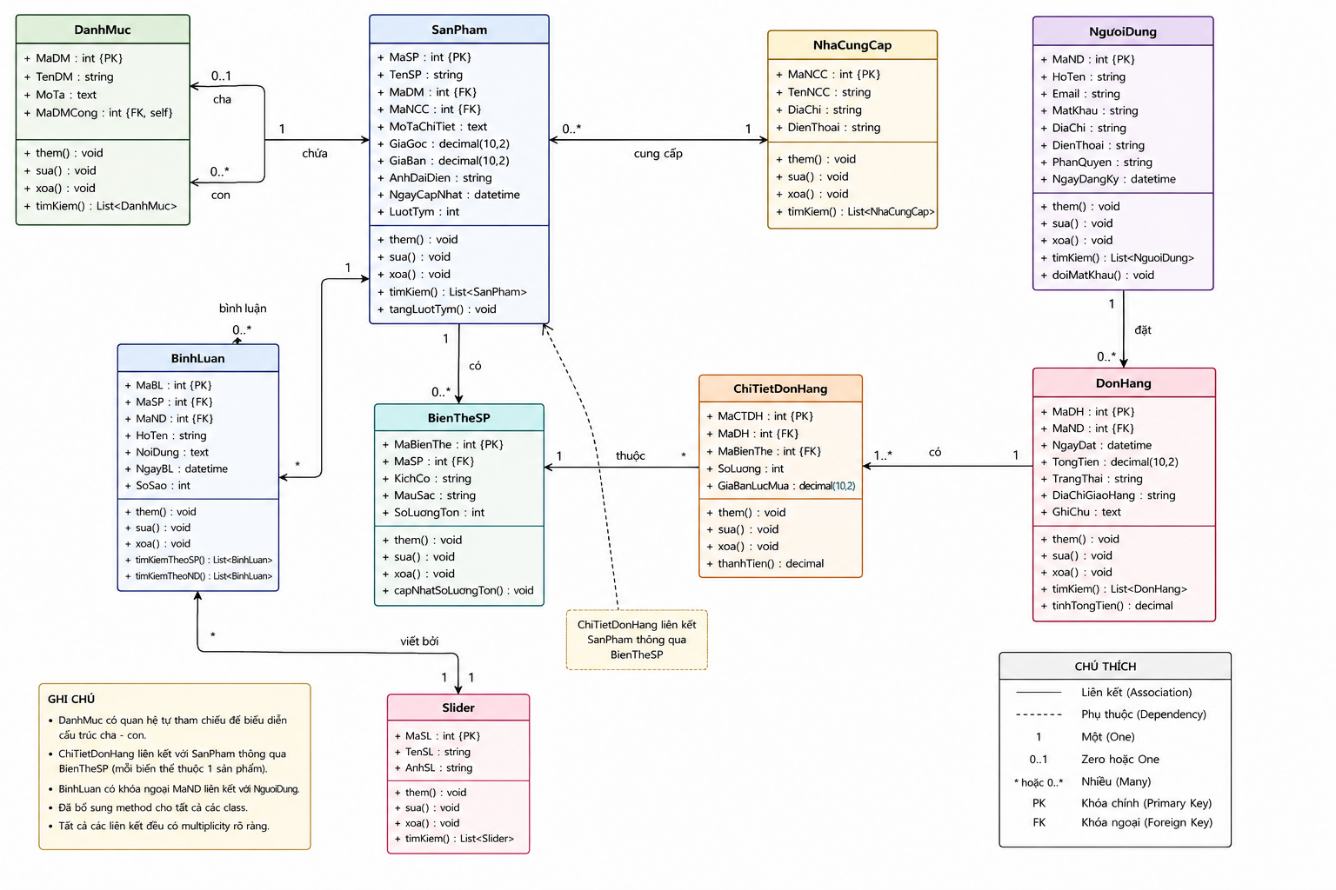 DanhMuc
+ MaDM : int {PK}
+ TenDM : string
+ MoTa : text
+ MaDMCong : int {FK, self}
+ them() : void
+ sua() : void
+ xoa() : void
+ timKiem() : List<DanhMuc>
0..1
cha
1
chứa
0..*
con
SanPham
+ MaSP : int {PK}
+ TenSP : string
+ MaDM : int {FK}
+ MaNCC : int {FK}
+ MoTaChiTiet : text
+ GiaGoc : decimal(10,2)
+ GiaBan : decimal(10,2)
+ AnhDaiDien : string
+ NgayCapNhat : datetime
+ LuotTym : int
+ them() : void
+ sua() : void
+ xoa() : void
+ timKiem() : List<SanPham>
+ tangLuotTym() : void
0..*
1
cung cấp
NhaCungCap
+ MaNCC : int {PK}
+ TenNCC : string
+ DiaChi : string
+ DienThoai : string
+ them() : void
+ sua() : void
+ xoa() : void
+ timKiem() : List<NhaCungCap>
NgưoiDung
+ MaND : int {PK}
+ HoTen : string
+ Email : string
+ MatKhau : string
+ DiaChi : string
+ DienThoai : string
+ PhanQuyen : string
+ NgayDangKy : datetime
+ them() : void
+ sua() : void
+ xoa() : void
+ timKiem() : List<NguoiDung>
+ doiMatKhau() : void
1
đặt
0..*
1
bình luận
0..*
*
BinhLuan
+ MaBL : int {PK}
+ MaSP : int {FK}
+ MaND : int {FK}
+ HoTen : string
+ NoiDung : text
+ NgayBL : datetime
+ SoSao : int
+ them() : void
+ sua() : void
+ xoa() : void
+ timKiemTheoSP() : List<BinhLuan>
+ timKiemTheoND() : List<BinhLuan>
1
có
0..*
BienTheSP
+ MaBienThe : int {PK}
+ MaSP : int {FK}
+ KichCo : string
+ MauSac : string
+ SoLuongTon : int
+ them() : void
+ sua() : void
+ xoa() : void
+ capNhatSoLuongTon() : void
1
thuộc
*
ChiTietDonHang
+ MaCTDH : int {PK}
+ MaDH : int {FK}
+ MaBienThe : int {FK}
+ SoLuong : int
+ GiaBanLucMua : decimal(10,2)
+ them() : void
+ sua() : void
+ xoa() : void
+ thanhTien() : decimal
1..*
có
1
DonHang
+ MaDH : int {PK}
+ MaND : int {FK}
+ NgayDat : datetime
+ TongTien : decimal(10,2)
+ TrangThai : string
+ DiaChiGiaoHang : string
+ GhiChu : text
+ them() : void
+ sua() : void
+ xoa() : void
+ timKiem() : List<DonHang>
+ tinhTongTien() : decimal
ChiTietDonHang liên kết
SanPham thông qua
BienTheSP
*
viết bởi
1
1
Slider
+ MaSL : int {PK}
+ TenSL : string
+ AnhSL : string
+ them() : void
+ sua() : void
+ xoa() : void
+ timKiem() : List<Slider>
GHI CHÚ
• DanhMuc có quan hệ tự tham chiếu để biểu diễn
cấu trúc cha - con.
• ChiTietDonHang liên kết với SanPham thông qua
BienTheSP (mỗi biến thể thuộc 1 sản phẩm).
• BinhLuan có khóa ngoại MaND liên kết với NguoiDung.
• Đã bổ sung method cho tất cả các class.
• Tất cả các liên kết đều có multiplicity rõ ràng.
CHÚ THÍCH
Liên kết (Association)
Phụ thuộc (Dependency)
1 Một (One)
0..1 Zero hoặc One
* hoặc 0..* Nhiều (Many)
PK Khóa chính (Primary Key)
FK Khóa ngoại (Foreign Key)